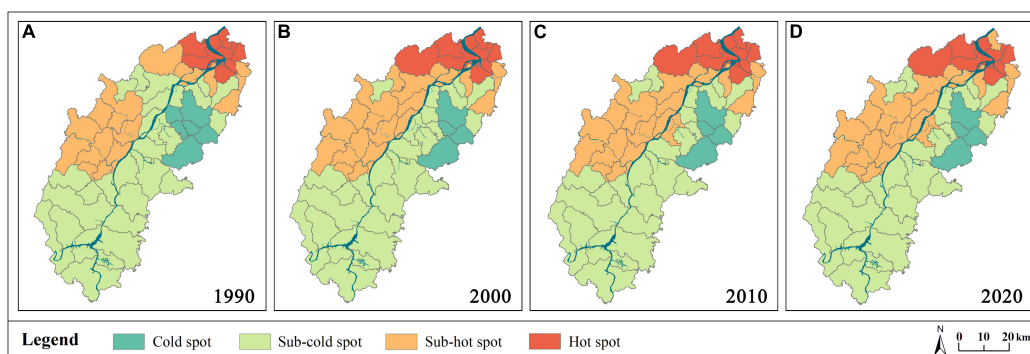 A
B
C
D
1990
2000
2010
2020
Legend
Cold spot
Sub-cold spot
Sub-hot spot
Hot spot
N
0 10 20 km